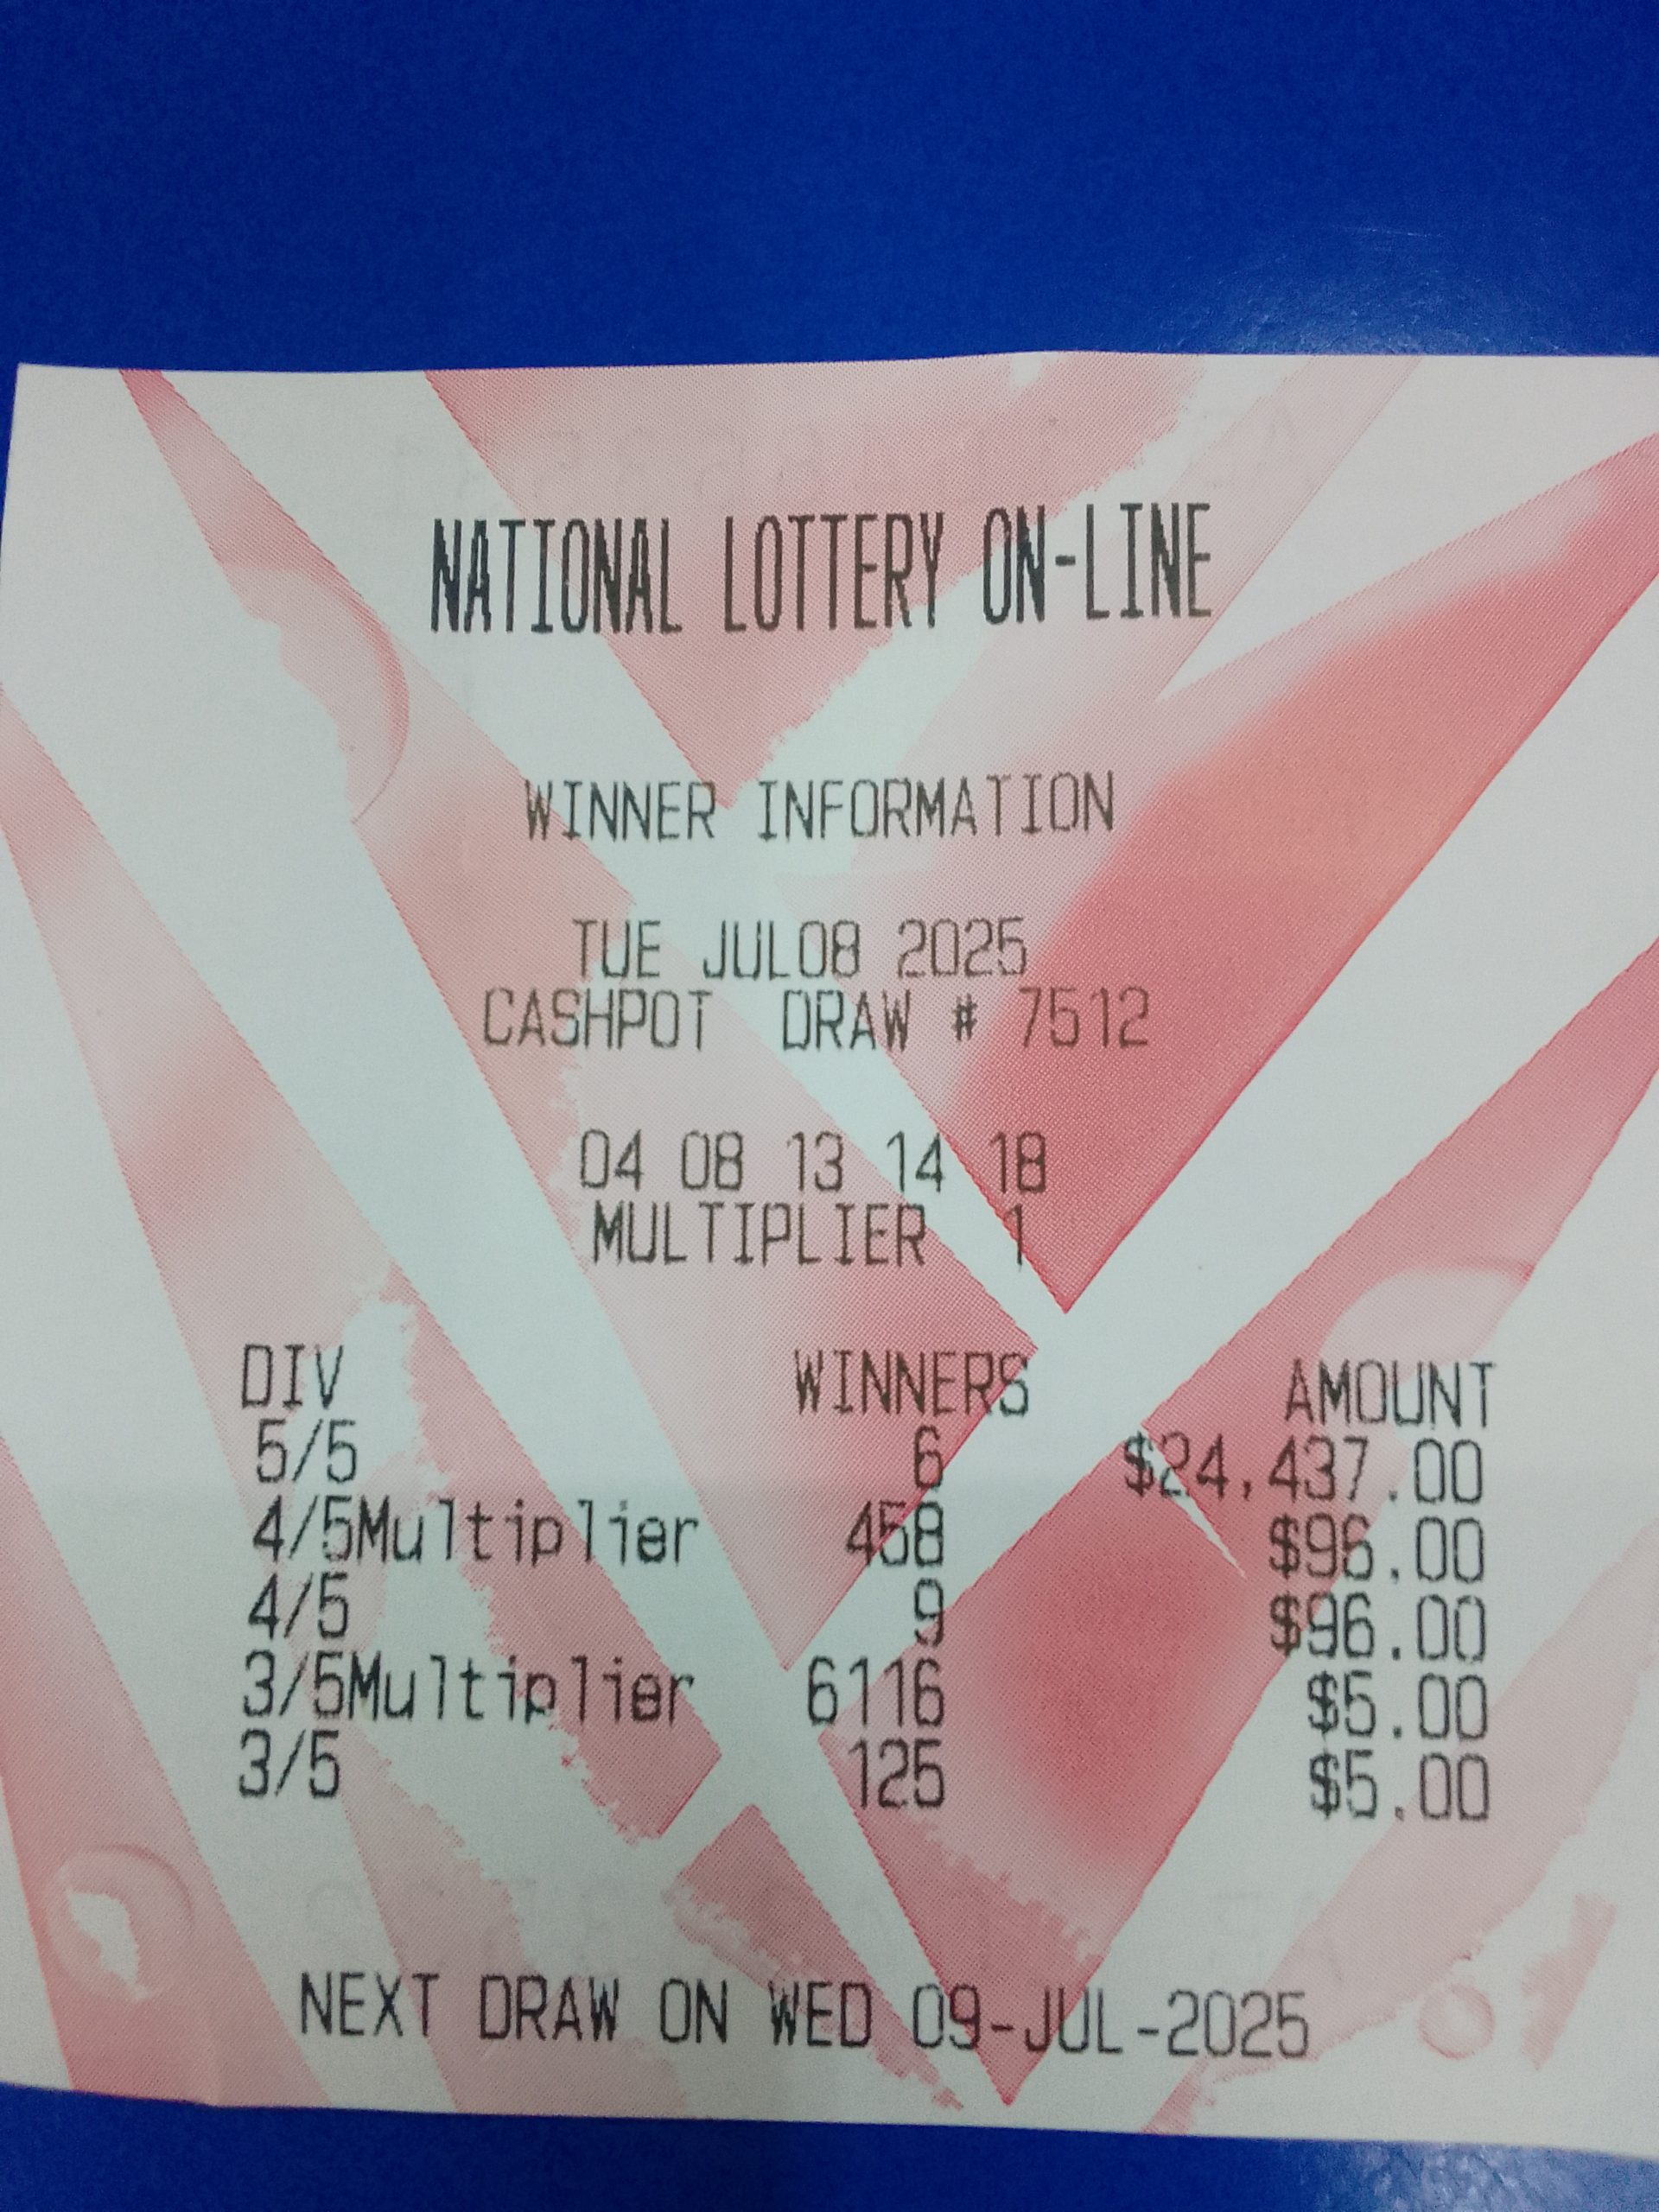 NATIONAL LOTTERY ON-LINE
WINNER INFORMATION
TUE JUL08 2025
CASHPOT DRAW # 7512
04 08 13 14 18
MULTIPLIER 1
DIV WINNERS AMOUNT
5/5 6 $24,437.00
4/5Multiplier 458 $96.00
4/5 9 $96.00
3/5Multiplier 6116 $5.00
3/5 125 $5.00
NEXT DRAW ON WED 09-JUL-2025